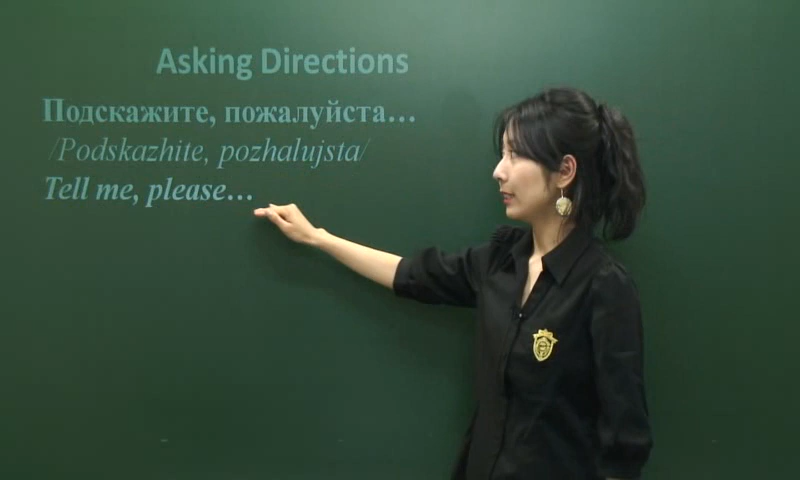 Asking Directions
Подскажите, пожалуйста…
/Podskazhite, pozhalujsta/
Tell me, please…